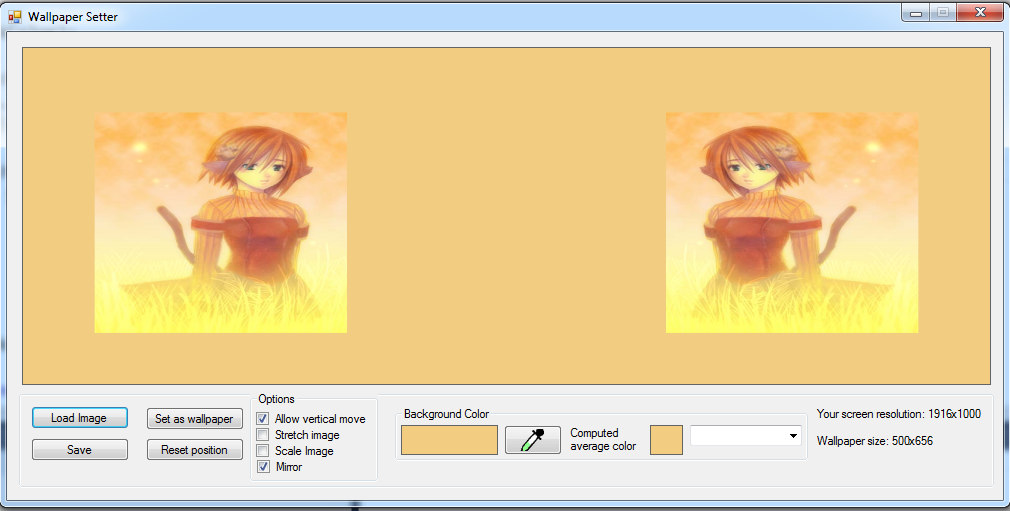 Wallpaper Setter
Load Image
Set as wallpaper
Save
Reset position
Options
Allow vertical move
Stretch image
Scale Image
Mirror
Background Color
Computed
average color
Your screen resolution: 1916x1000
Wallpaper size: 500x656